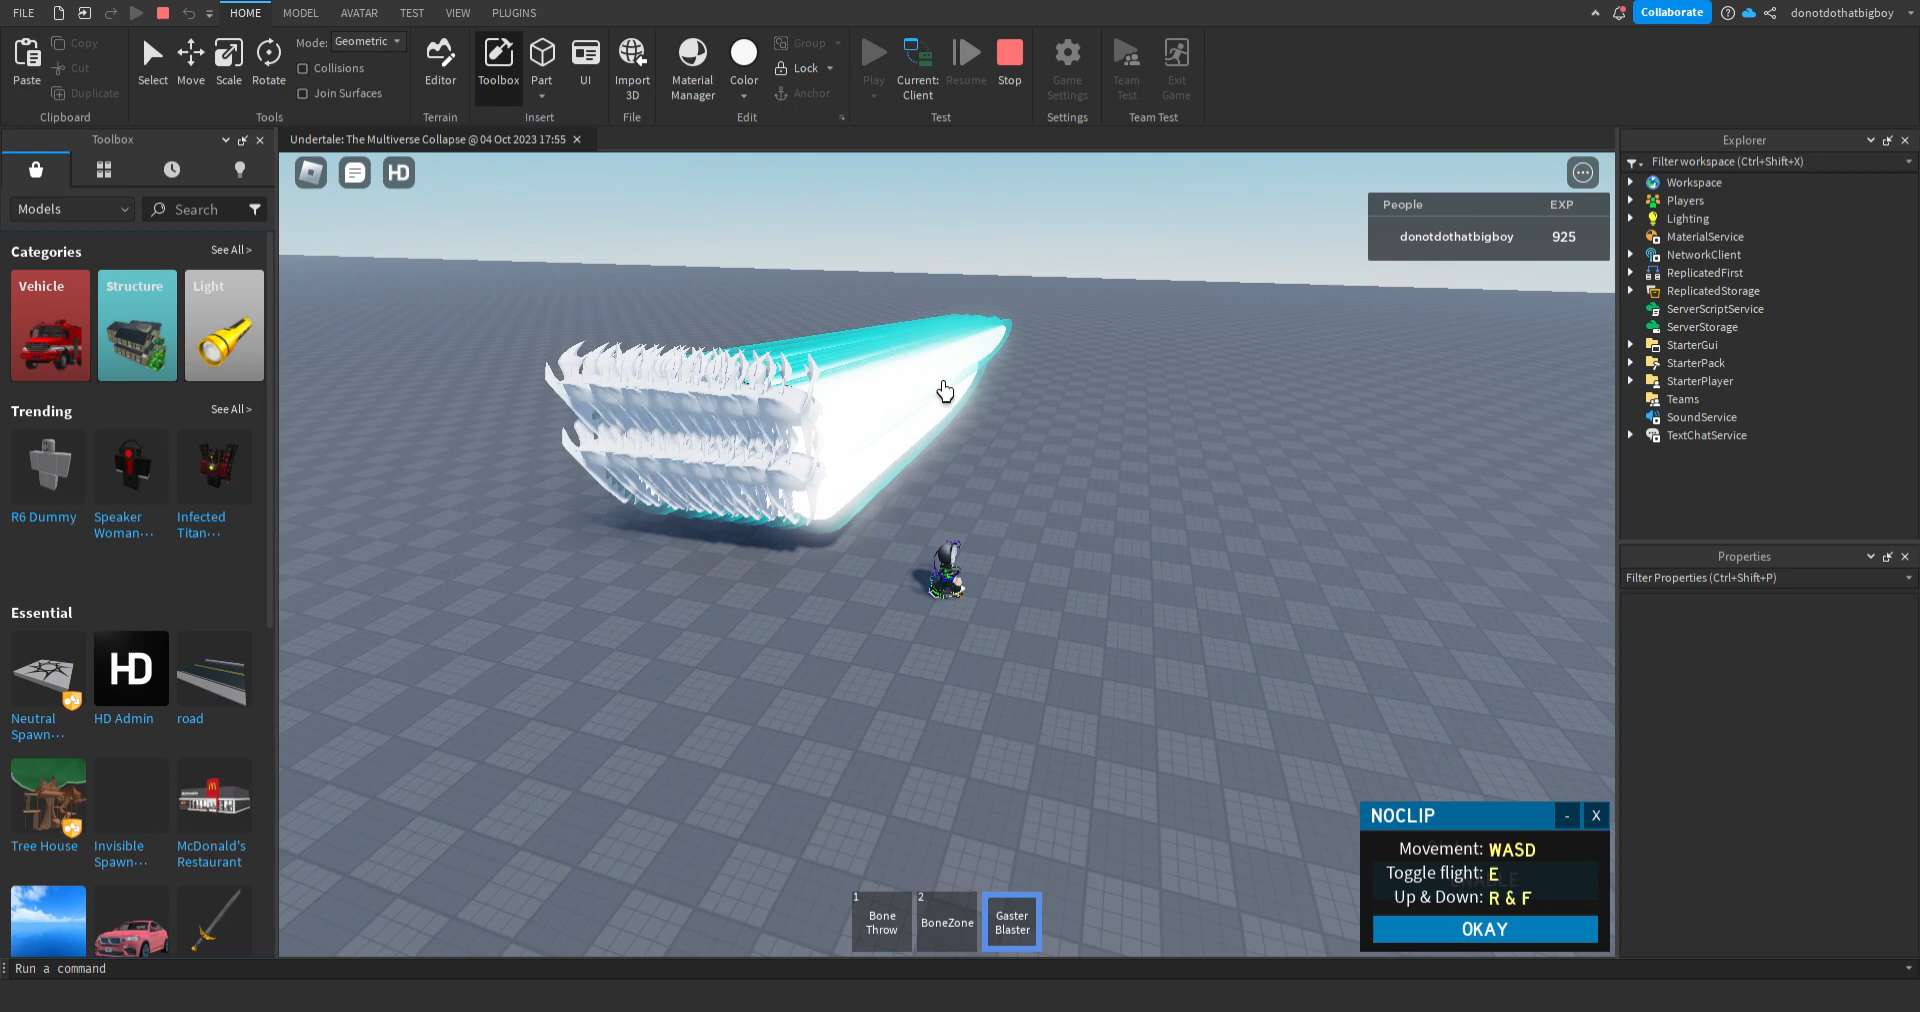 FILE
HOME
MODEL
AVATAR
TEST
VIEW
PLUGINS
Collaborate
donotdothatbigboy
Paste
Copy
Cut
Duplicate
Clipboard
Select
Move
Scale
Rotate
Mode: Geometric
Collisions
Join Surfaces
Tools
Editor
Terrain
Toolbox
Part
UI
Insert
Import
3D
File
Material
Manager
Color
Group
Lock
Anchor
Edit
Play
Current:
Client
Resume
Stop
Test
Game
Settings
Settings
Team
Test
Exit
Game
Team Test
Toolbox
Models
Search
Categories
See All >
Vehicle
Structure
Light
Trending
See All >
R6 Dummy
Speaker
Woman...
Infected
Titan...
Essential
HD
Neutral
Spawn...
HD Admin
road
Tree House
Invisible
Spawn...
McDonald's
Restaurant
Undertale: The Multiverse Collapse @ 04 Oct 2023 17:55
HD
People EXP
donotdothatbigboy 925
1
Bone
Throw
2
BoneZone
Gaster
Blaster
NOCLIP
-
X
Movement: WASD
Toggle flight: E
Up & Down: R & F
OKAY
Explorer
Filter workspace (Ctrl+Shift+X)
Workspace
Players
Lighting
MaterialService
NetworkClient
ReplicatedFirst
ReplicatedStorage
ServerScriptService
ServerStorage
StarterGui
StarterPack
StarterPlayer
Teams
SoundService
TextChatService
Properties
Filter Properties (Ctrl+Shift+P)
Run a command